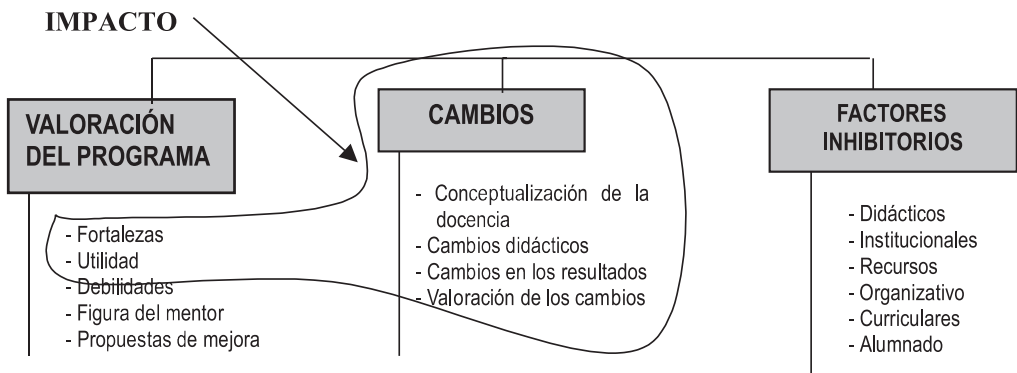 IMPACTO
VALORACIÓN
DEL PROGRAMA
- Fortalezas
- Utilidad
- Debilidades
- Figura del mentor
- Propuestas de mejora
CAMBIOS
- Conceptualización de la
docencia
- Cambios didácticos
- Cambios en los resultados
- Valoración de los cambios
FACTORES
INHIBITORIOS
- Didácticos
- Institucionales
- Recursos
- Organizativo
- Curriculares
- Alumnado